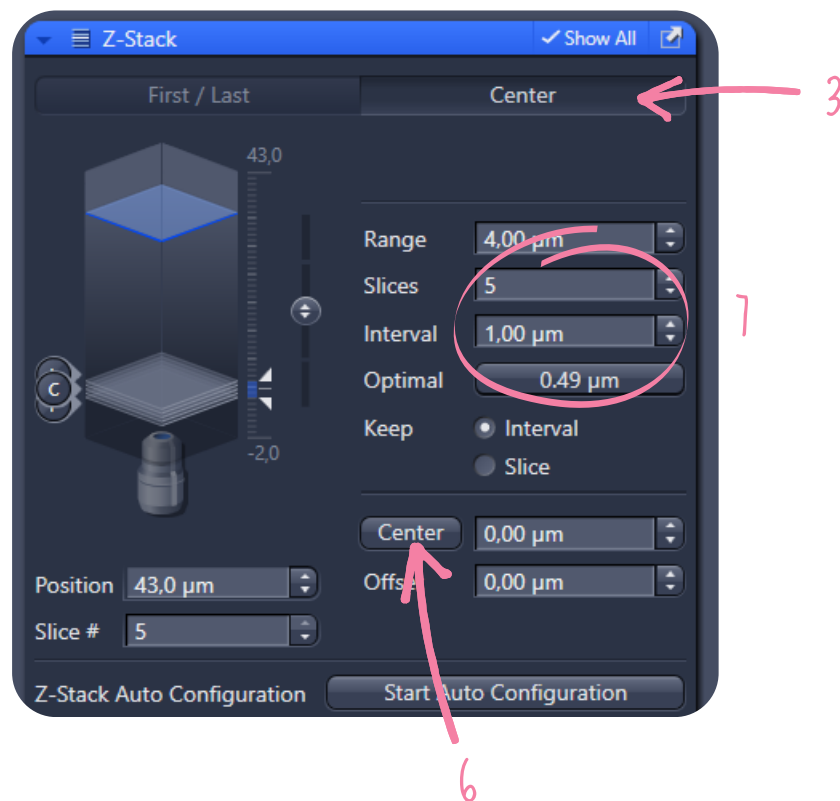 Z-Stack
Show All
First / Last
Center
3
43,0
Range
4,00 µm
Slices
5
7
Interval
1,00 µm
Optimal
0.49 µm
C
Keep
Interval
-2,0
Slice
Center
0,00 µm
Position
43,0 µm
Offset
0,00 µm
Slice #
5
Z-Stack Auto Configuration
Start Auto Configuration
6